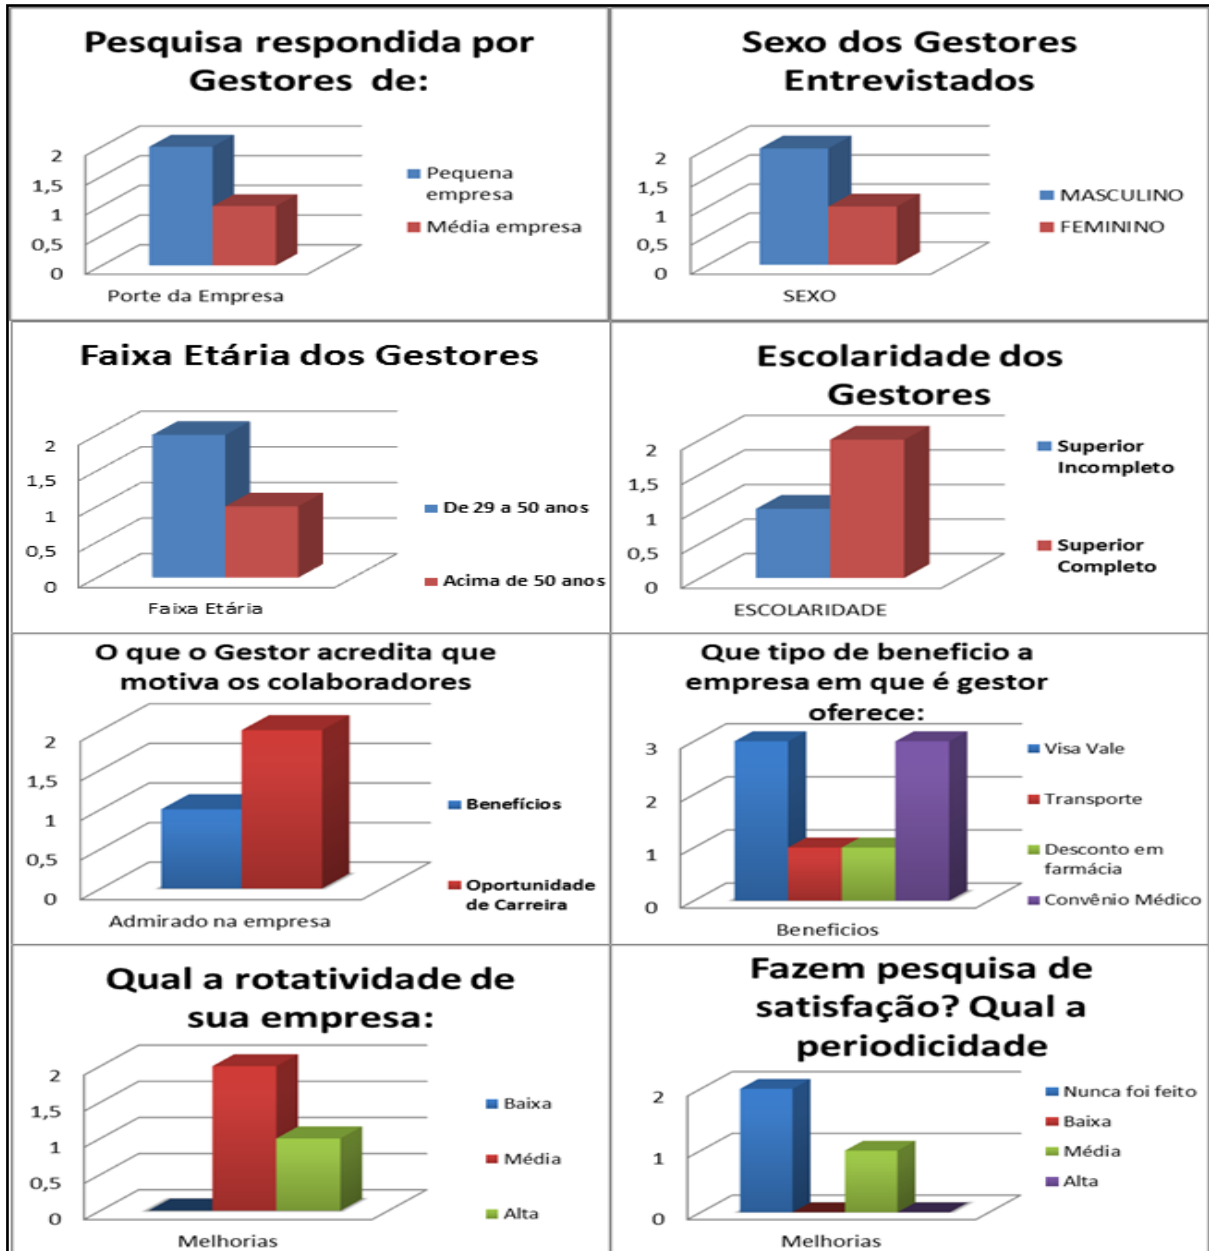 Pesquisa respondida por
Gestores de:
2
1,5
1
0,5
0
Porte da Empresa
Pequena
empresa
Média empresa
Sexo dos Gestores
Entrevistados
2
1,5
1
0,5
0
SEXO
MASCULINO
FEMININO
Faixa Etária dos Gestores
2
1,5
1
0,5
0
Faixa Etária
De 29 a 50 anos
Acima de 50 anos
Escolaridade dos
Gestores
2
1,5
1
0,5
0
ESCOLARIDADE
Superior
Incompleto
Superior
Completo
O que o Gestor acredita que
motiva os colaboradores
2
1,5
1
0,5
0
Admirado na empresa
Benefícios
Oportunidade
de Carreira
Que tipo de beneficio a
empresa em que é gestor
oferece:
3
2
1
0
Beneficios
Visa Vale
Transporte
Desconto em
farmácia
Convênio Médico
Qual a rotatividade de
sua empresa:
2
1,5
1
0,5
0
Melhorias
Baixa
Média
Alta
Fazem pesquisa de
satisfação? Qual a
periodicidade
2
1
0
Melhorias
Nunca foi feito
Baixa
Média
Alta